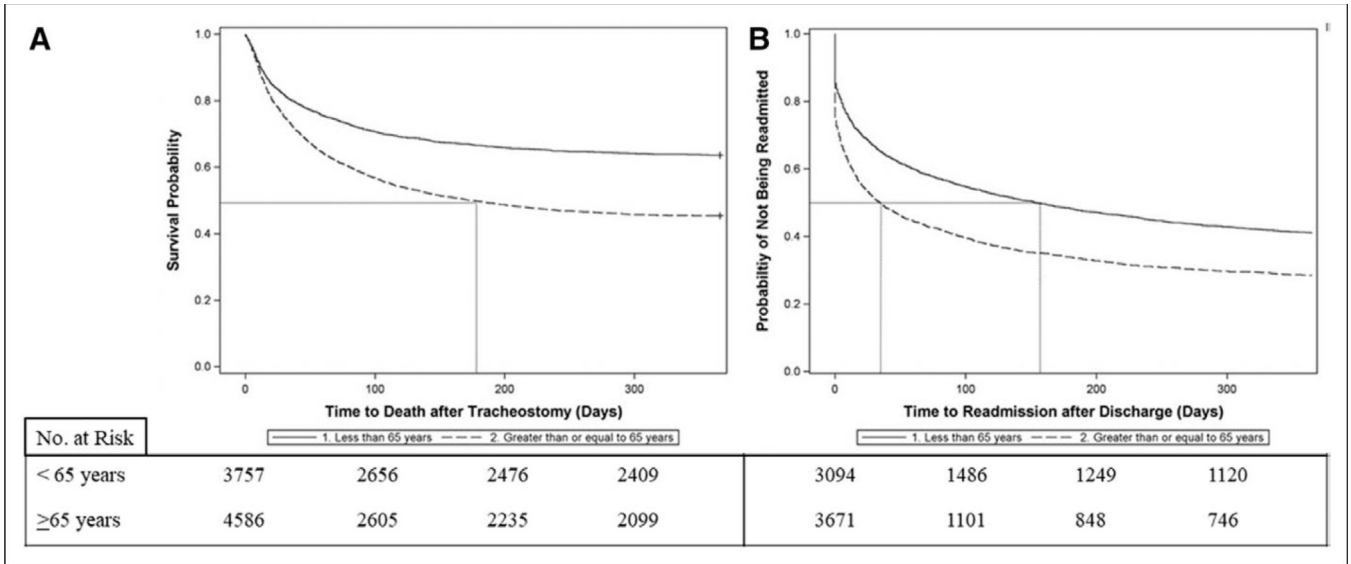 A
1.0
0.8
0.6
0.4
0.2
0.0
Survival Probability
0 100 200 300
Time to Death after Tracheostomy (Days)
1. Less than 65 years 2. Greater than or equal to 65 years
B
1.0
0.8
0.6
0.4
0.2
0.0
Probabiltiy of Not Being Readmitted
0 100 200 300
Time to Readmission after Discharge (Days)
1. Less than 65 years 2. Greater than or equal to 65 years
No. at Risk
< 65 years 3757 2656 2476 2409 3094 1486 1249 1120
≥65 years 4586 2605 2235 2099 3671 1101 848 746